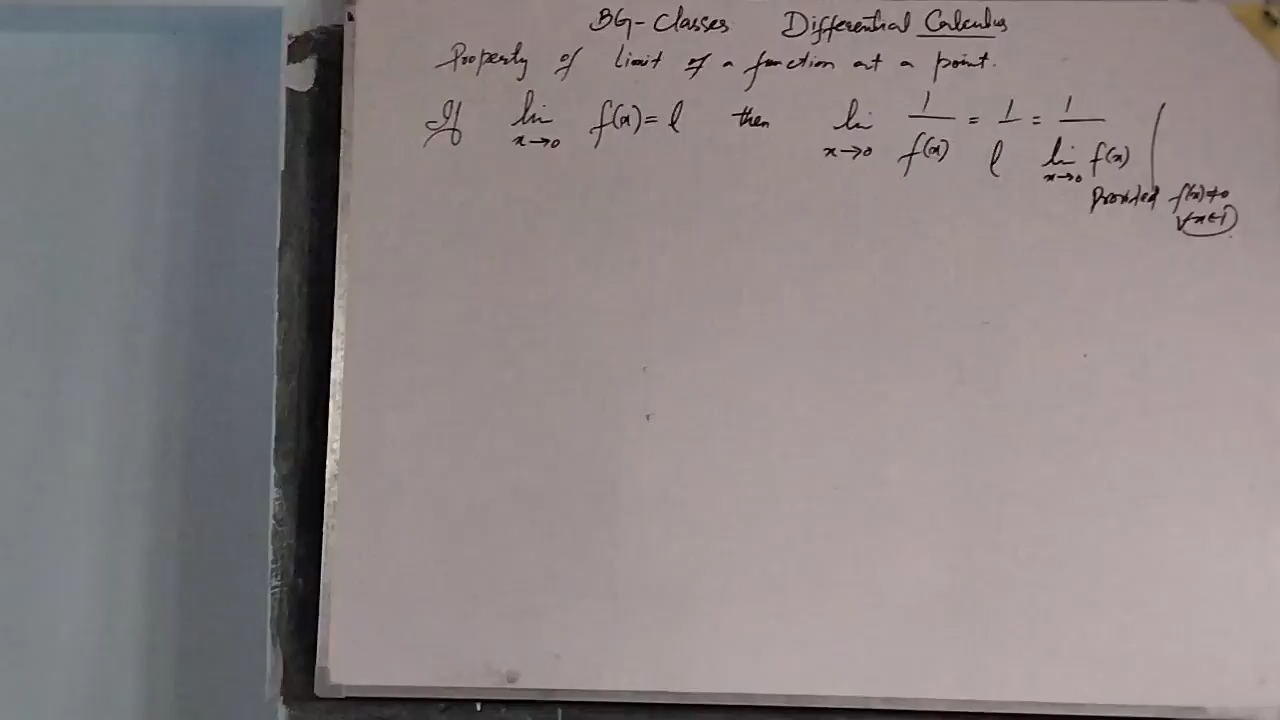 BG-Classes Differential Calculus
Property of limit of a function at a point.
If lim x→0 f(x) = l then lim x→0 1/f(x) = 1/l = 1/lim x→0 f(x)
Provided f(x)≠0
∀x∈I